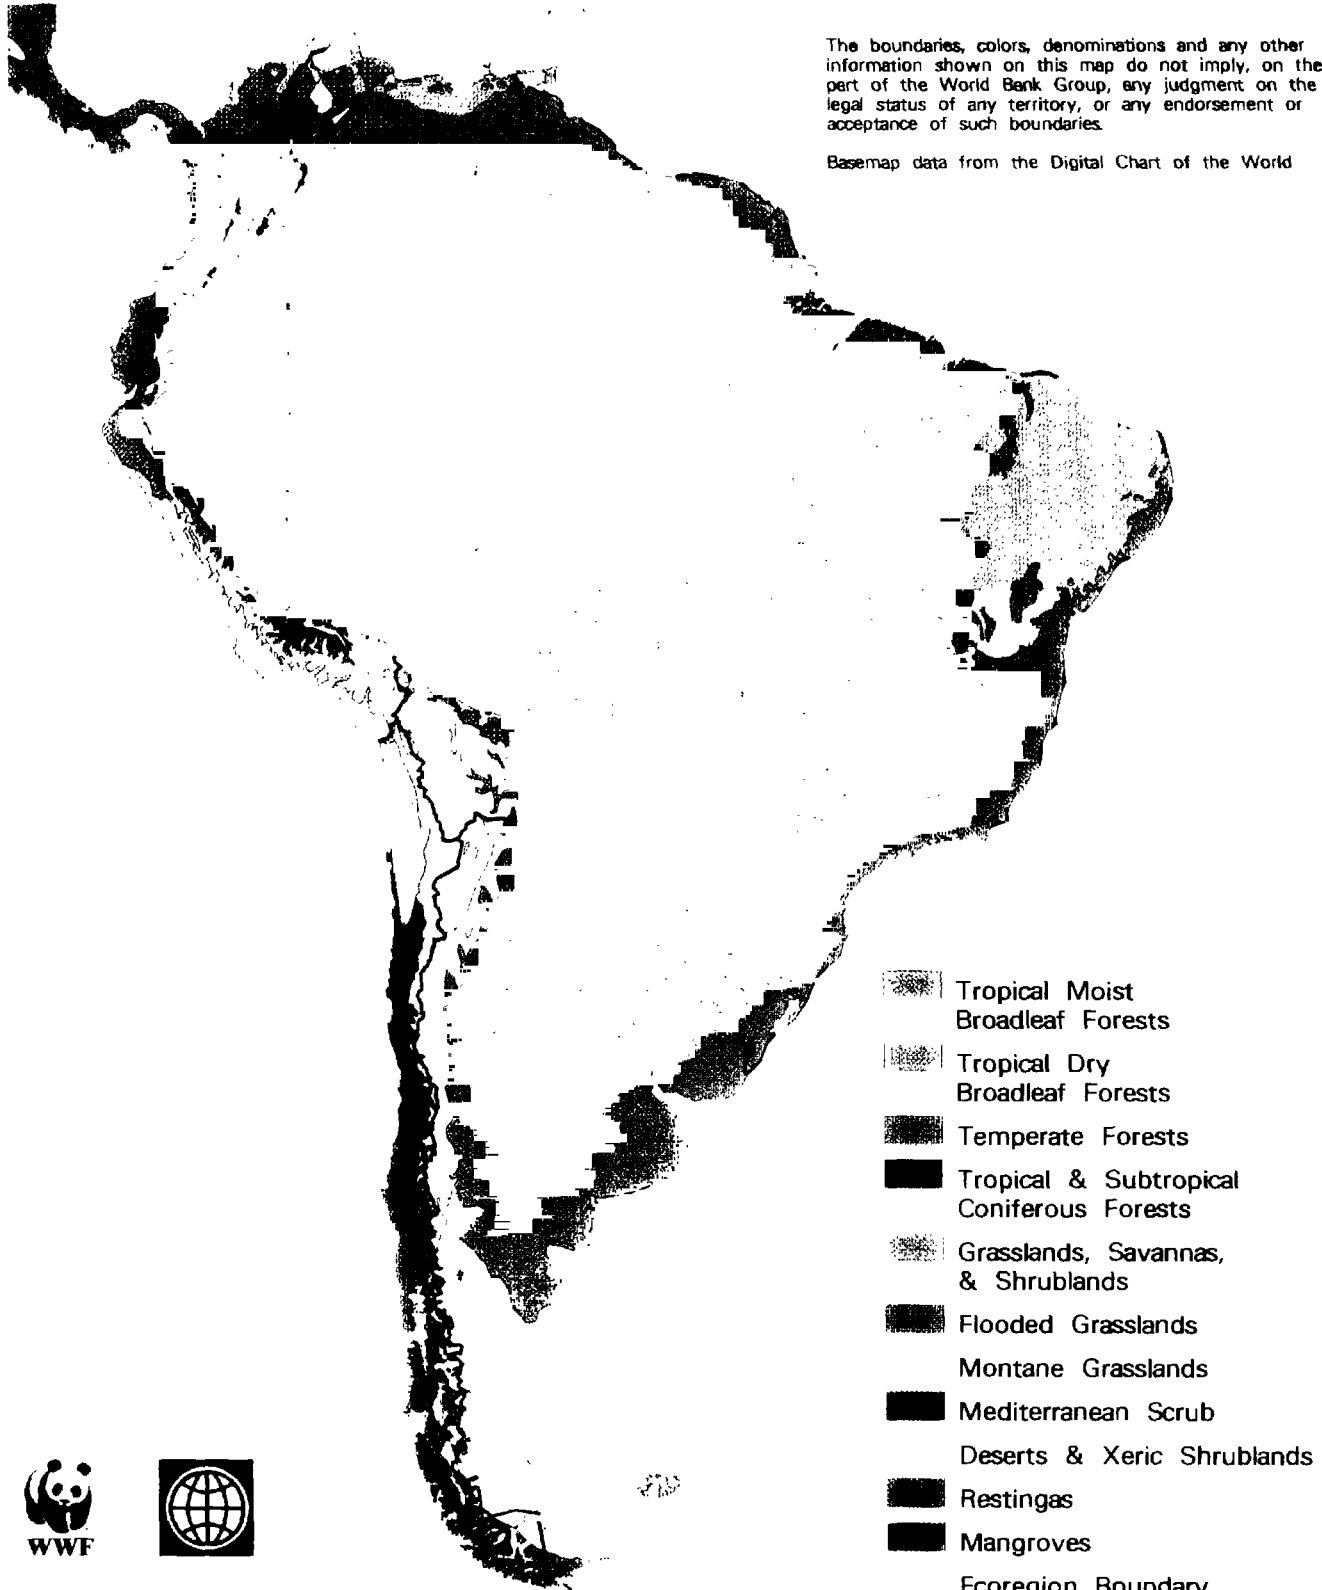 The boundaries, colors, denominations and any other
information shown on this map do not imply, on the
part of the World Bank Group, any judgment on the
legal status of any territory, or any endorsement or
acceptance of such boundaries.
Basemap data from the Digital Chart of the World
Tropical Moist
Broadleaf Forests
Tropical Dry
Broadleaf Forests
Temperate Forests
Tropical & Subtropical
Coniferous Forests
Grasslands, Savannas,
& Shrublands
Flooded Grasslands
Montane Grasslands
Mediterranean Scrub
Deserts & Xeric Shrublands
Restingas
Mangroves
Ecoregion Boundary
WWF